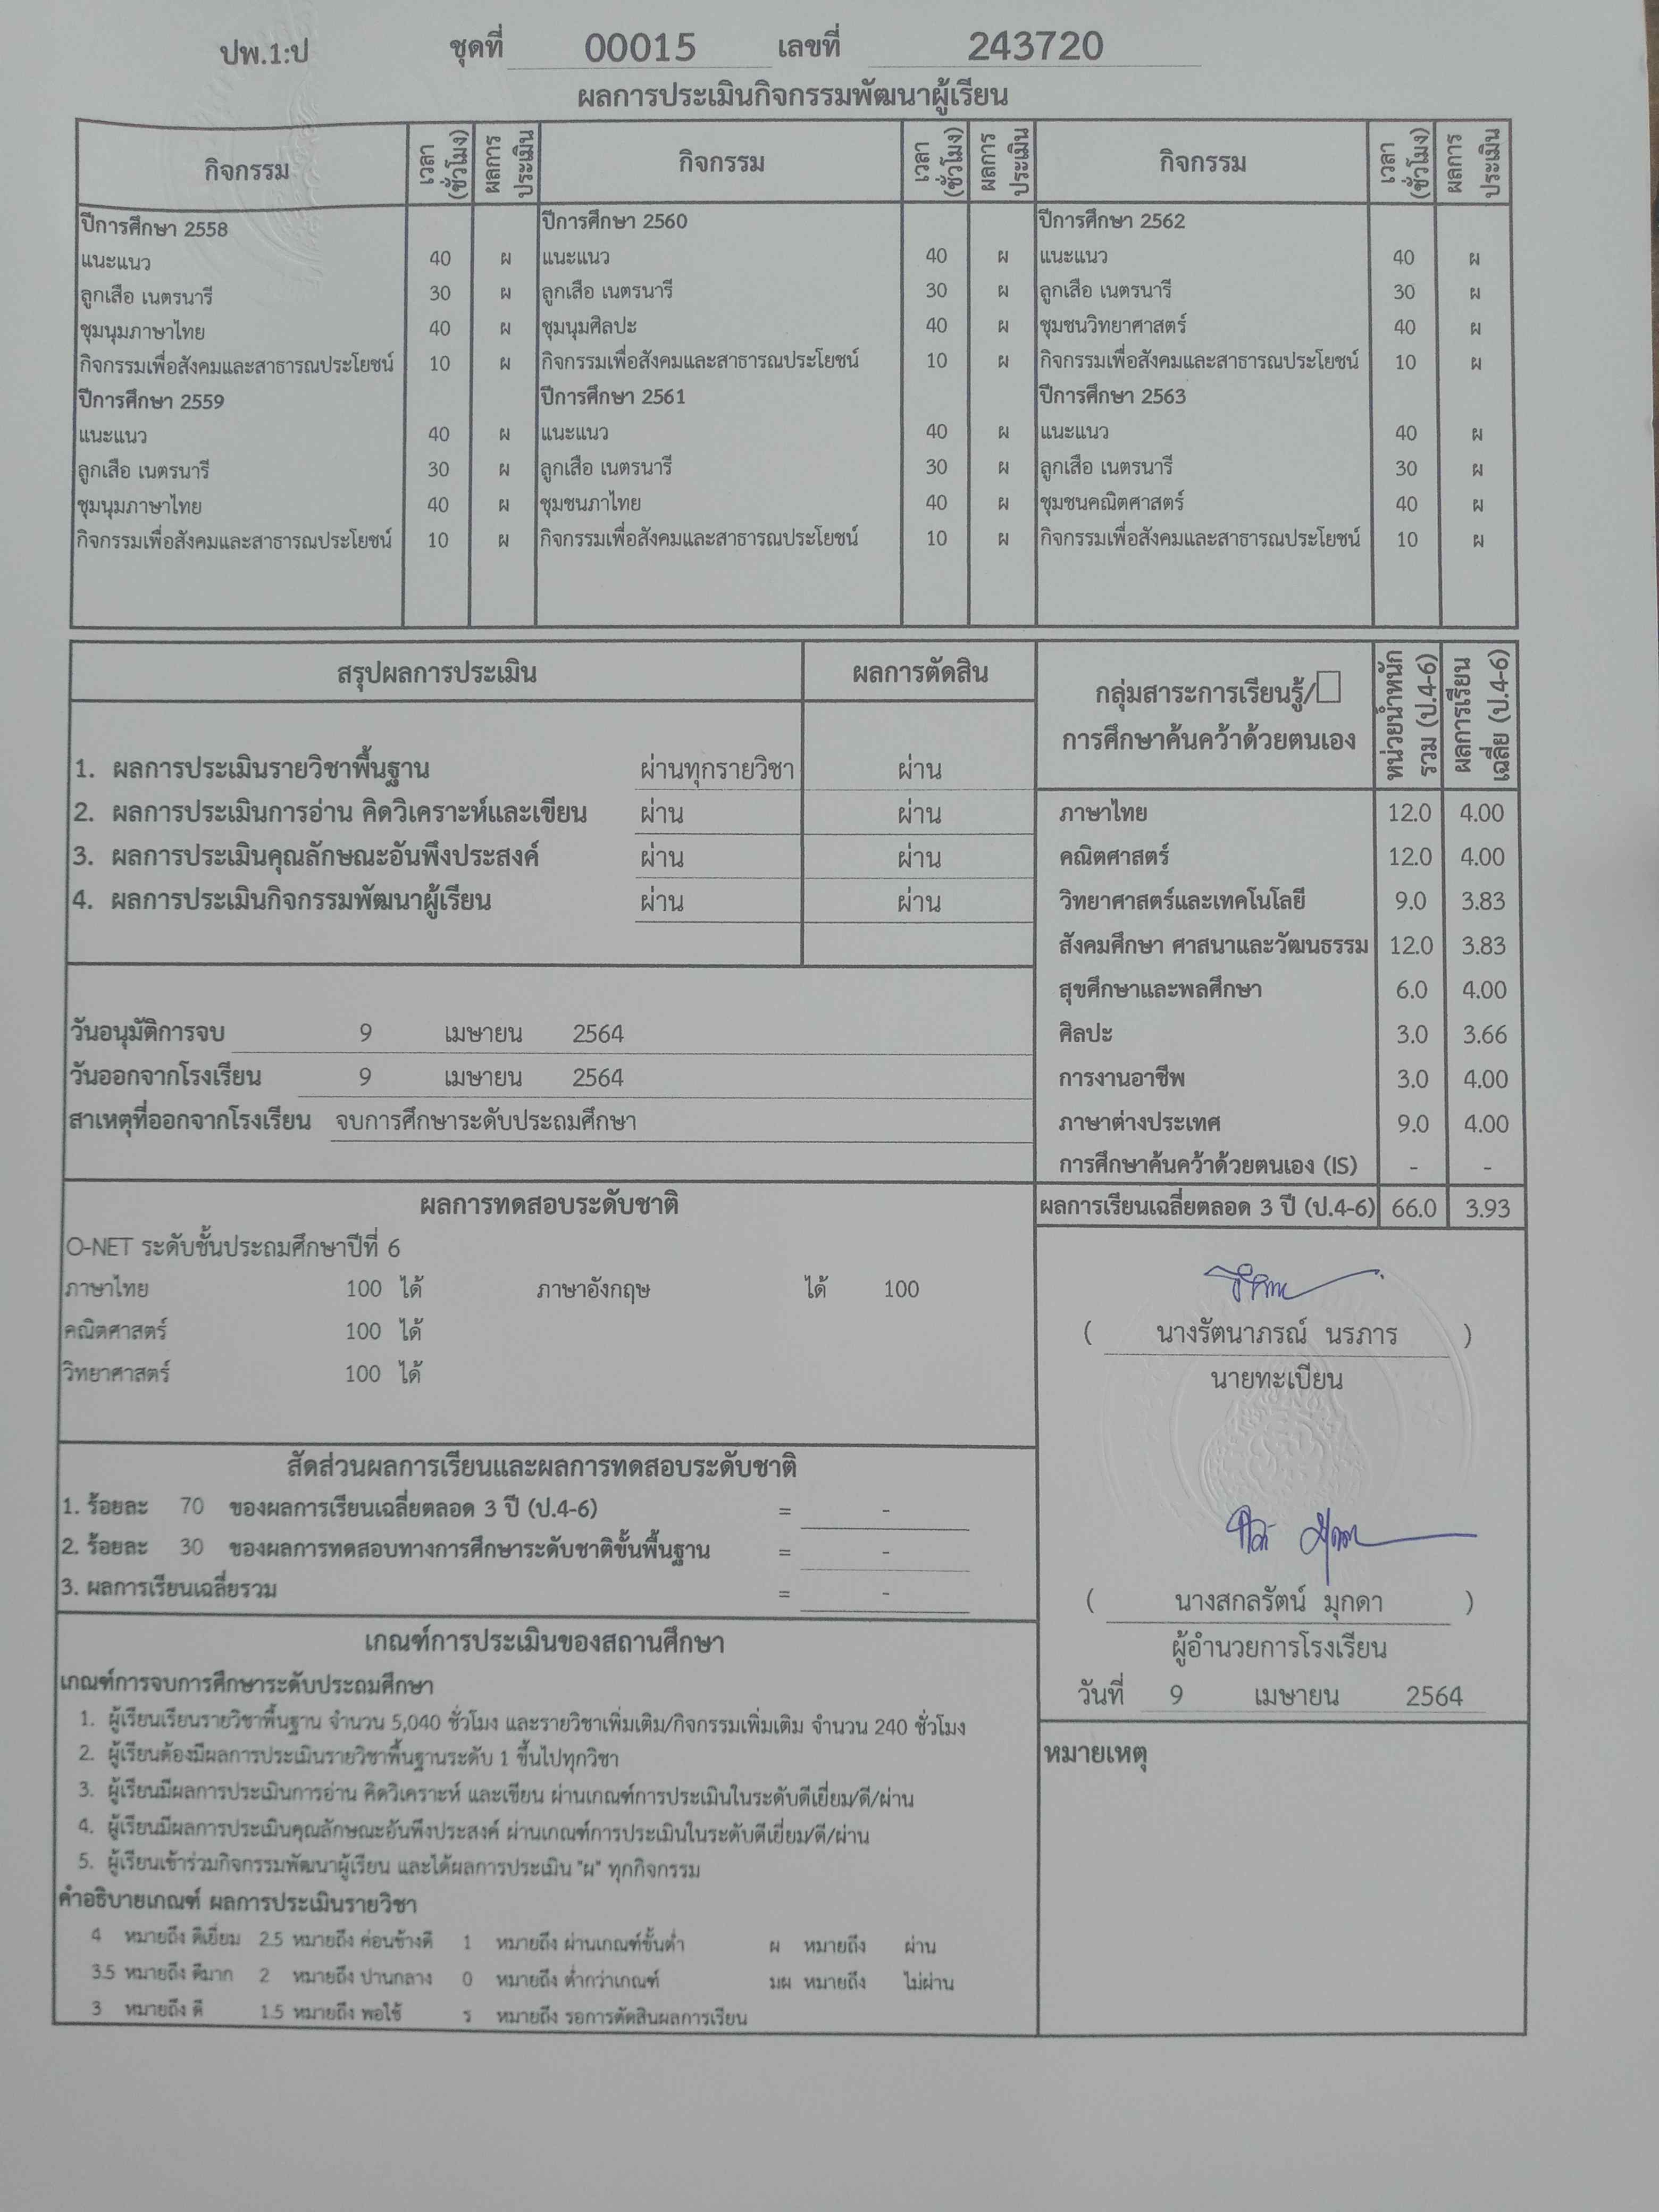 ปพ.1:ป ชุดที่ 00015 เลขที่ 243720
ผลการประเมินกิจกรรมพัฒนาผู้เรียน
กิจกรรม เวลา (ชั่วโมง) ผลการประเมิน กิจกรรม เวลา (ชั่วโมง) ผลการประเมิน กิจกรรม เวลา (ชั่วโมง) ผลการประเมิน
ปีการศึกษา 2558 ปีการศึกษา 2560 ปีการศึกษา 2562
แนะแนว 40 ผ แนะแนว 40 ผ แนะแนว 40 ผ
ลูกเสือ เนตรนารี 30 ผ ลูกเสือ เนตรนารี 30 ผ ลูกเสือ เนตรนารี 30 ผ
ชุมนุมภาษาไทย 40 ผ ชุมนุมศิลปะ 40 ผ ชุมชนวิทยาศาสตร์ 40 ผ
กิจกรรมเพื่อสังคมและสาธารณประโยชน์ 10 ผ กิจกรรมเพื่อสังคมและสาธารณประโยชน์ 10 ผ กิจกรรมเพื่อสังคมและสาธารณประโยชน์ 10 ผ
ปีการศึกษา 2559 ปีการศึกษา 2561 ปีการศึกษา 2563
แนะแนว 40 ผ แนะแนว 40 ผ แนะแนว 40 ผ
ลูกเสือ เนตรนารี 30 ผ ลูกเสือ เนตรนารี 30 ผ ลูกเสือ เนตรนารี 30 ผ
ชุมนุมภาษาไทย 40 ผ ชุมชนภาไทย 40 ผ ชุมชนคณิตศาสตร์ 40 ผ
กิจกรรมเพื่อสังคมและสาธารณประโยชน์ 10 ผ กิจกรรมเพื่อสังคมและสาธารณประโยชน์ 10 ผ กิจกรรมเพื่อสังคมและสาธารณประโยชน์ 10 ผ
สรุปผลการประเมิน ผลการตัดสิน
1. ผลการประเมินรายวิชาพื้นฐาน ผ่านทุกรายวิชา ผ่าน
2. ผลการประเมินการอ่าน คิดวิเคราะห์และเขียน ผ่าน ผ่าน
3. ผลการประเมินคุณลักษณะอันพึงประสงค์ ผ่าน ผ่าน
4. ผลการประเมินกิจกรรมพัฒนาผู้เรียน ผ่าน ผ่าน
วันอนุมัติการจบ 9 เมษายน 2564
วันออกจากโรงเรียน 9 เมษายน 2564
สาเหตุที่ออกจากโรงเรียน จบการศึกษาระดับประถมศึกษา
กลุ่มสาระการเรียนรู้/
การศึกษาค้นคว้าด้วยตนเอง หน่วยน้ำหนัก รวม (ป.4-6) ผลการเรียน เฉลี่ย (ป.4-6)
ภาษาไทย 12.0 4.00
คณิตศาสตร์ 12.0 4.00
วิทยาศาสตร์และเทคโนโลยี 9.0 3.83
สังคมศึกษา ศาสนาและวัฒนธรรม 12.0 3.83
สุขศึกษาและพลศึกษา 6.0 4.00
ศิลปะ 3.0 3.66
การงานอาชีพ 3.0 4.00
ภาษาต่างประเทศ 9.0 4.00
การศึกษาค้นคว้าด้วยตนเอง (IS) - -
ผลการเรียนเฉลี่ยตลอด 3 ปี (ป.4-6) 66.0 3.93
ผลการทดสอบระดับชาติ
O-NET ระดับชั้นประถมศึกษาปีที่ 6
ภาษาไทย 100 ได้ ภาษาอังกฤษ ได้ 100
คณิตศาสตร์ 100 ได้
วิทยาศาสตร์ 100 ได้
สัดส่วนผลการเรียนและผลการทดสอบระดับชาติ
1. ร้อยละ 70 ของผลการเรียนเฉลี่ยตลอด 3 ปี (ป.4-6) = -
2. ร้อยละ 30 ของผลการทดสอบทางการศึกษาระดับชาติขั้นพื้นฐาน = -
3. ผลการเรียนเฉลี่ยรวม = -
เกณฑ์การประเมินของสถานศึกษา
เกณฑ์การจบการศึกษาระดับประถมศึกษา
1. ผู้เรียนเรียนรายวิชาพื้นฐาน จำนวน 5,040 ชั่วโมง และรายวิชาเพิ่มเติม/กิจกรรมเพิ่มเติม จำนวน 240 ชั่วโมง
2. ผู้เรียนต้องมีผลการประเมินรายวิชาพื้นฐานระดับ 1 ขึ้นไปทุกวิชา
3. ผู้เรียนมีผลการประเมินการอ่าน คิดวิเคราะห์ และเขียน ผ่านเกณฑ์การประเมินในระดับดีเยี่ยม/ดี/ผ่าน
4. ผู้เรียนมีผลการประเมินคุณลักษณะอันพึงประสงค์ ผ่านเกณฑ์การประเมินในระดับดีเยี่ยม/ดี/ผ่าน
5. ผู้เรียนเข้าร่วมกิจกรรมพัฒนาผู้เรียน และได้ผลการประเมิน "ผ" ทุกกิจกรรม
คำอธิบายเกณฑ์ ผลการประเมินรายวิชา
4 หมายถึง ดีเยี่ยม 2.5 หมายถึง ค่อนข้างดี 1 หมายถึง ผ่านเกณฑ์ขั้นต่ำ ผ หมายถึง ผ่าน
3.5 หมายถึง ดีมาก 2 หมายถึง ปานกลาง 0 หมายถึง ต่ำกว่าเกณฑ์ มผ หมายถึง ไม่ผ่าน
3 หมายถึง ดี 1.5 หมายถึง พอใช้ ร หมายถึง รอการตัดสินผลการเรียน
( นางรัตนาภรณ์ นรภาร )
นายทะเบียน
( นางสกลรัตน์ มุกดา )
ผู้อำนวยการโรงเรียน
วันที่ 9 เมษายน 2564
หมายเหตุ